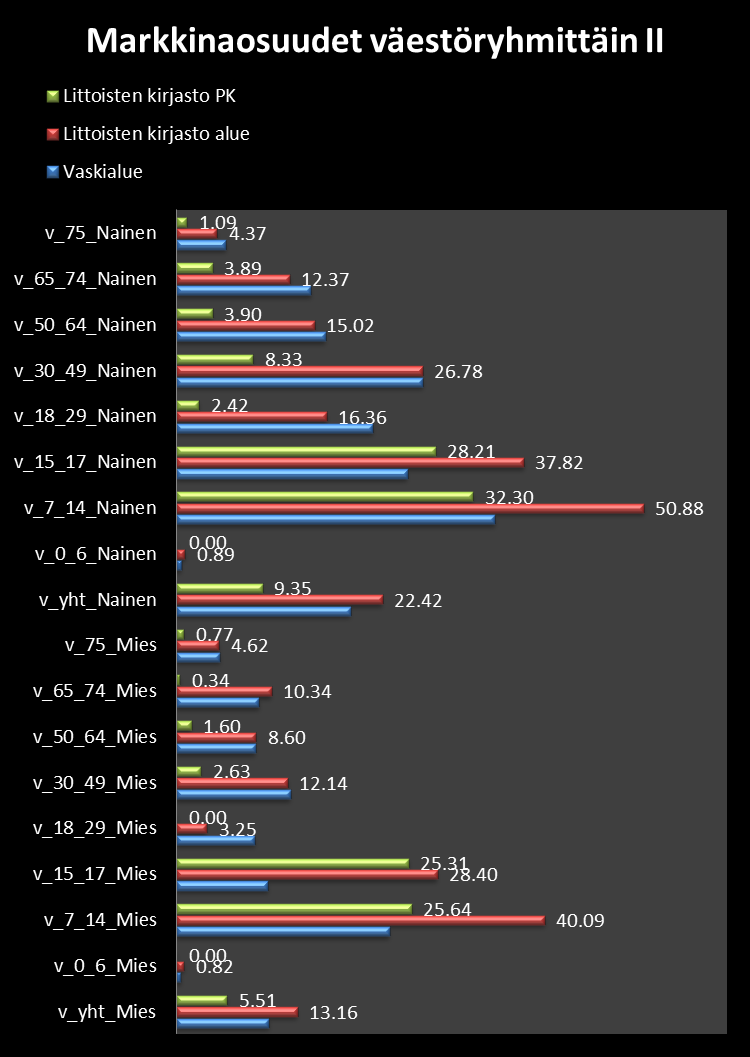 Markkinaosuudet väestöryhmittäin II
Littoisten kirjasto PK
Littoisten kirjasto alue
Vaskialue
v_75_Nainen 1.09 4.37
v_65_74_Nainen 3.89 12.37
v_50_64_Nainen 3.90 15.02
v_30_49_Nainen 8.33 26.78
v_18_29_Nainen 2.42 16.36
v_15_17_Nainen 28.21 37.82
v_7_14_Nainen 32.30 50.88
v_0_6_Nainen 0.00 0.89
v_yht_Nainen 9.35 22.42
v_75_Mies 0.77 4.62
v_65_74_Mies 0.34 10.34
v_50_64_Mies 1.60 8.60
v_30_49_Mies 2.63 12.14
v_18_29_Mies 0.00 3.25
v_15_17_Mies 25.31 28.40
v_7_14_Mies 25.64 40.09
v_0_6_Mies 0.00 0.82
v_yht_Mies 5.51 13.16